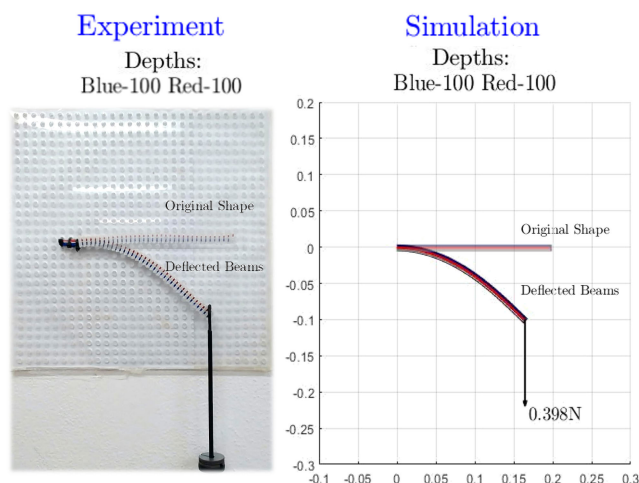 Experiment
Depths:
Blue-100 Red-100
Original Shape
Deflected Beams
Simulation
Depths:
Blue-100 Red-100
0.2
0.15
0.1
0.05
0
-0.05
-0.1
-0.15
-0.2
-0.25
-0.3
Original Shape
Deflected Beams
0.398N
-0.1 -0.05 0 0.05 0.1 0.15 0.2 0.25 0.3